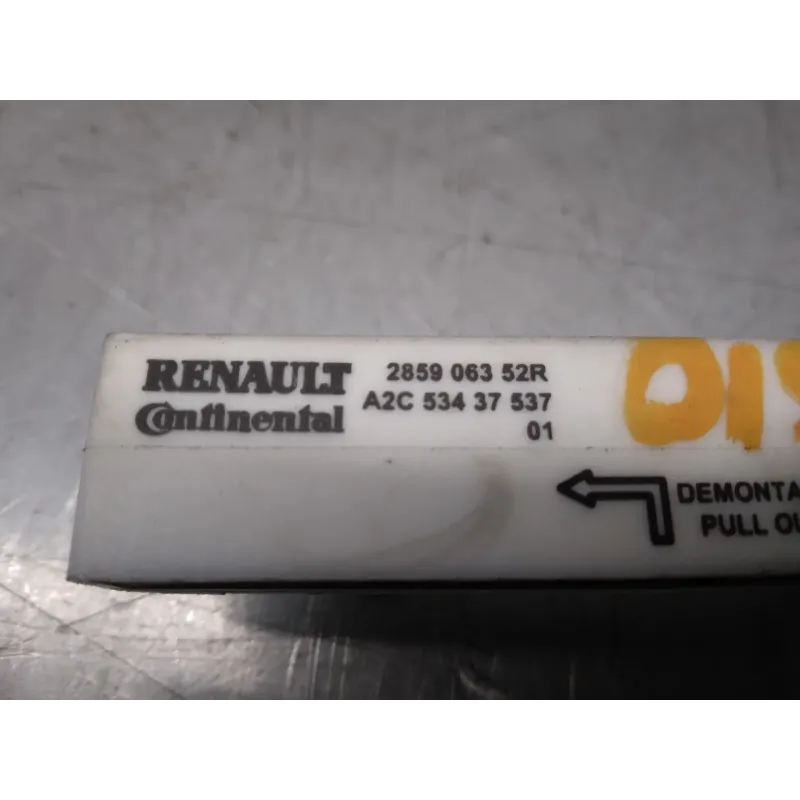 RENAULT 2859 063 52R
Continental A2C 534 37 537
01
DEMONTA
PULL OU